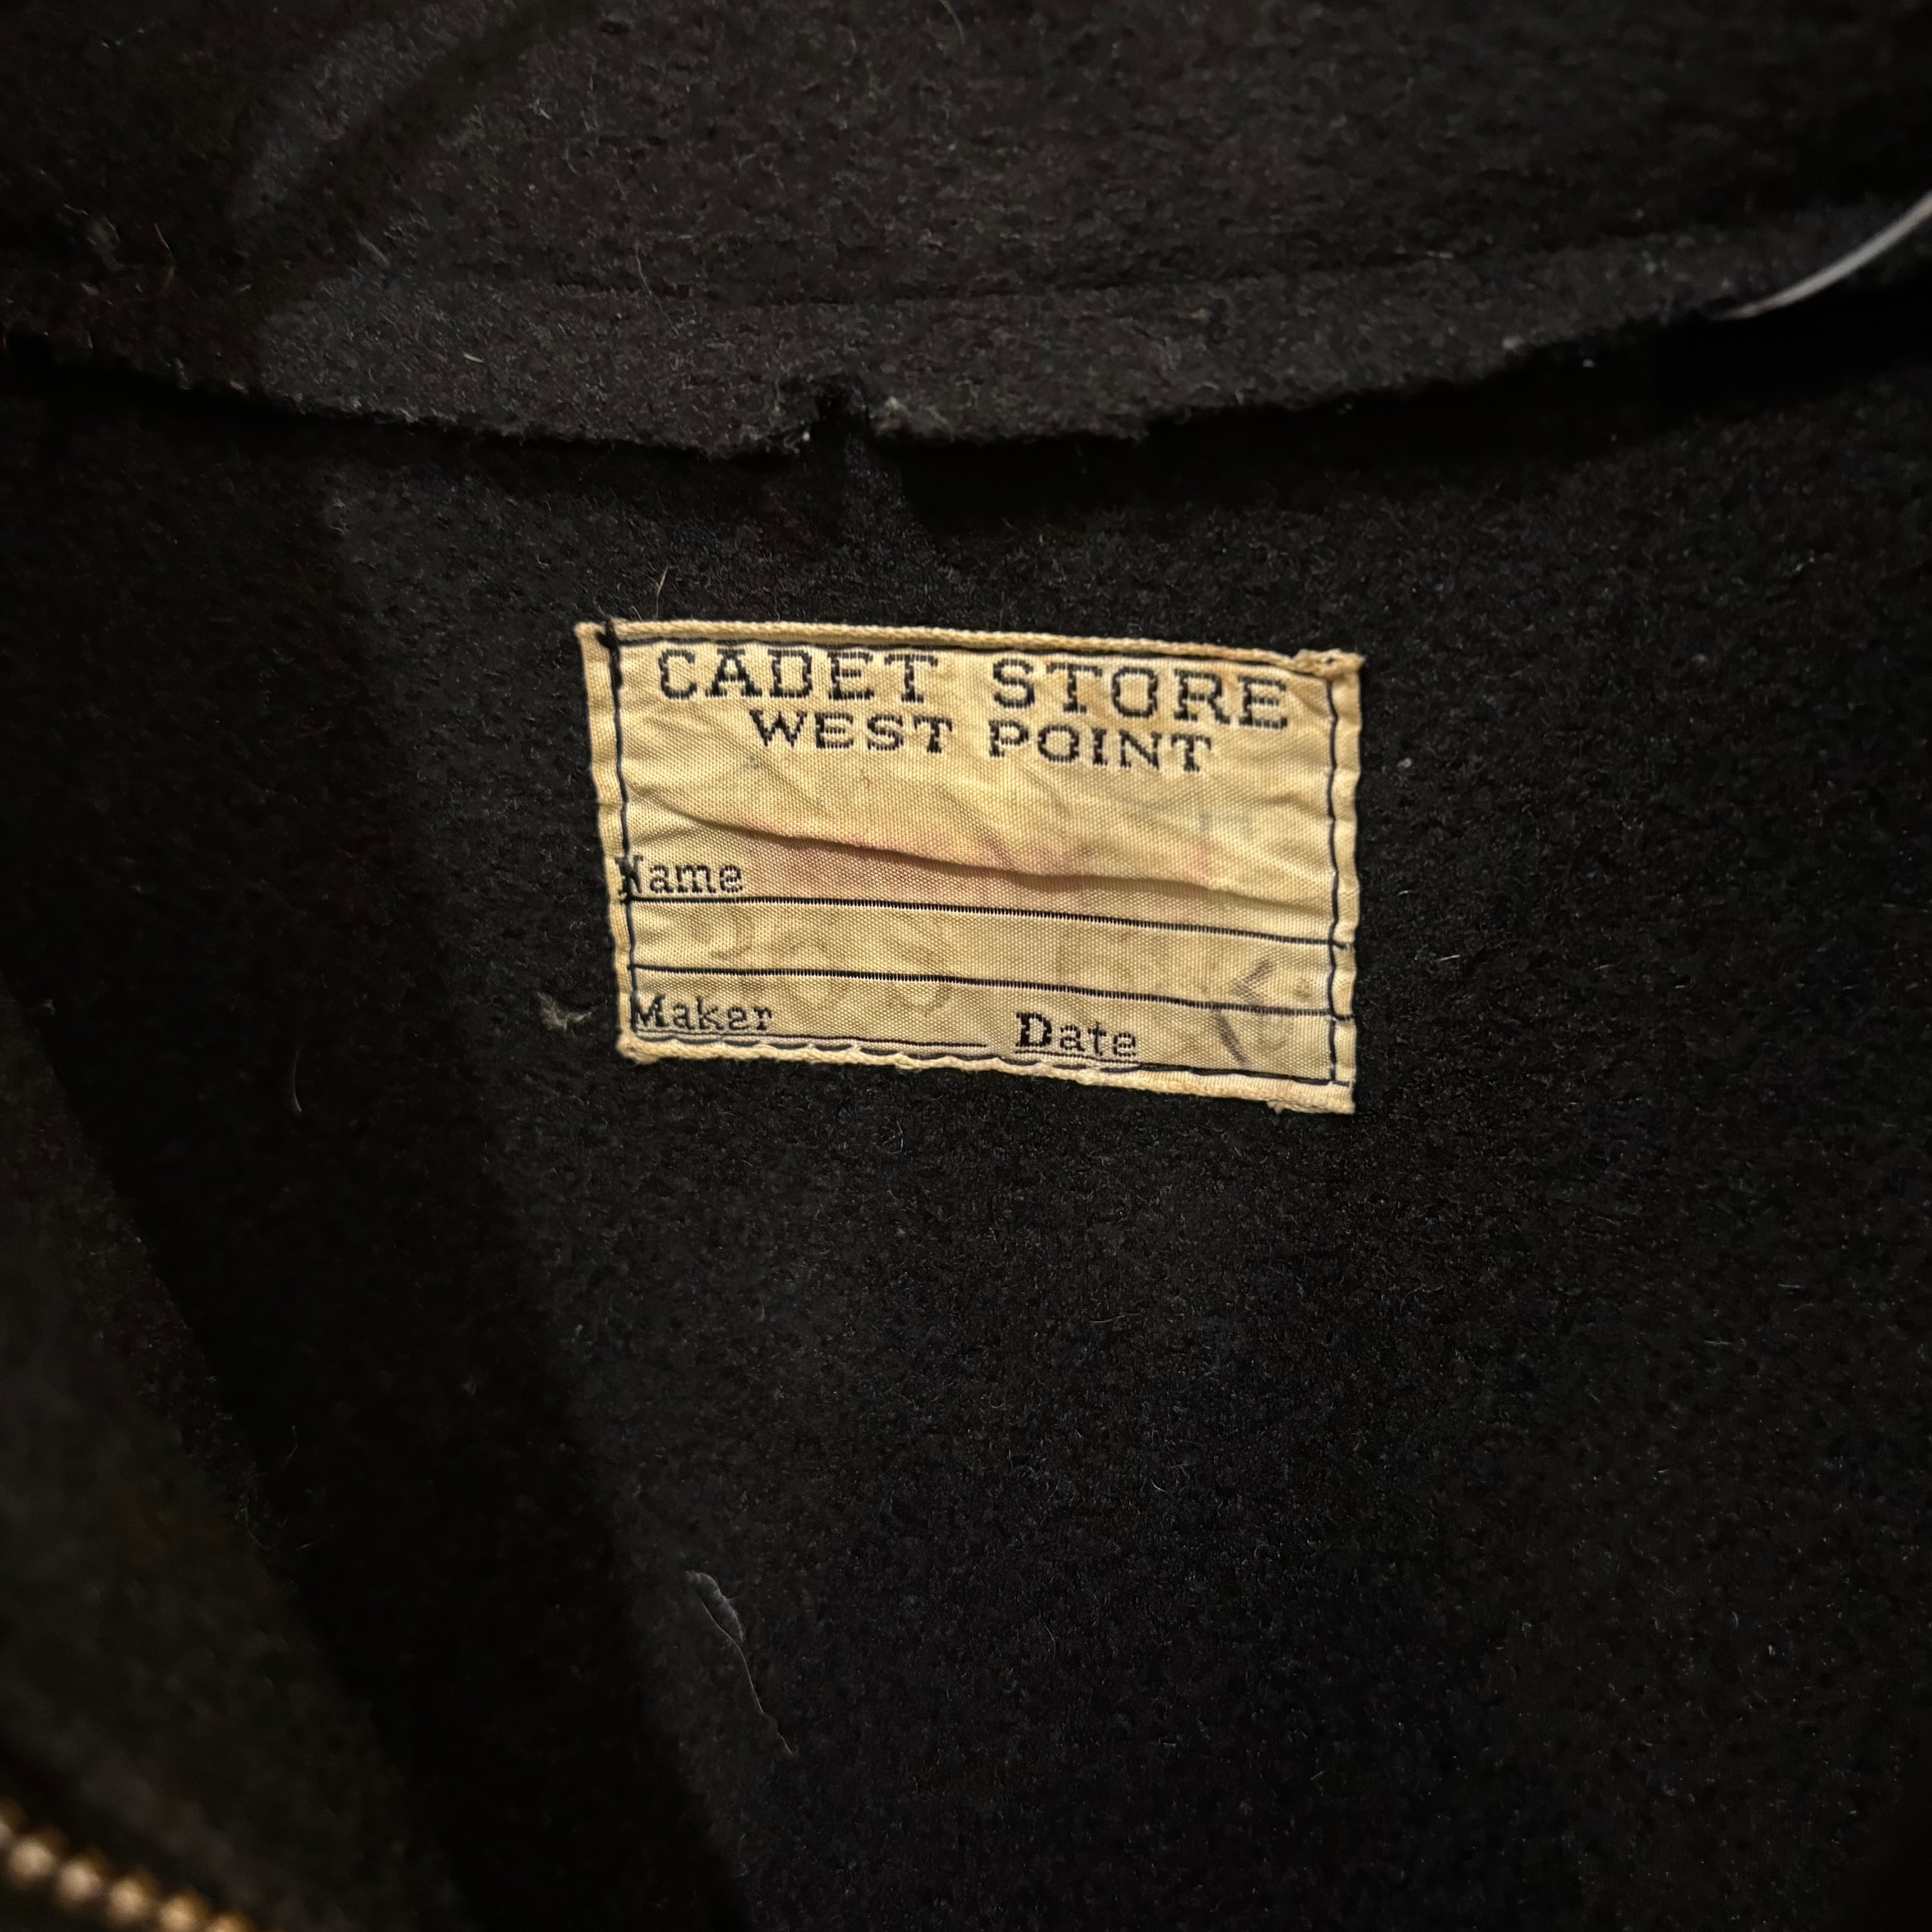 CADET STORE
WEST POINT
Name
Maker Date